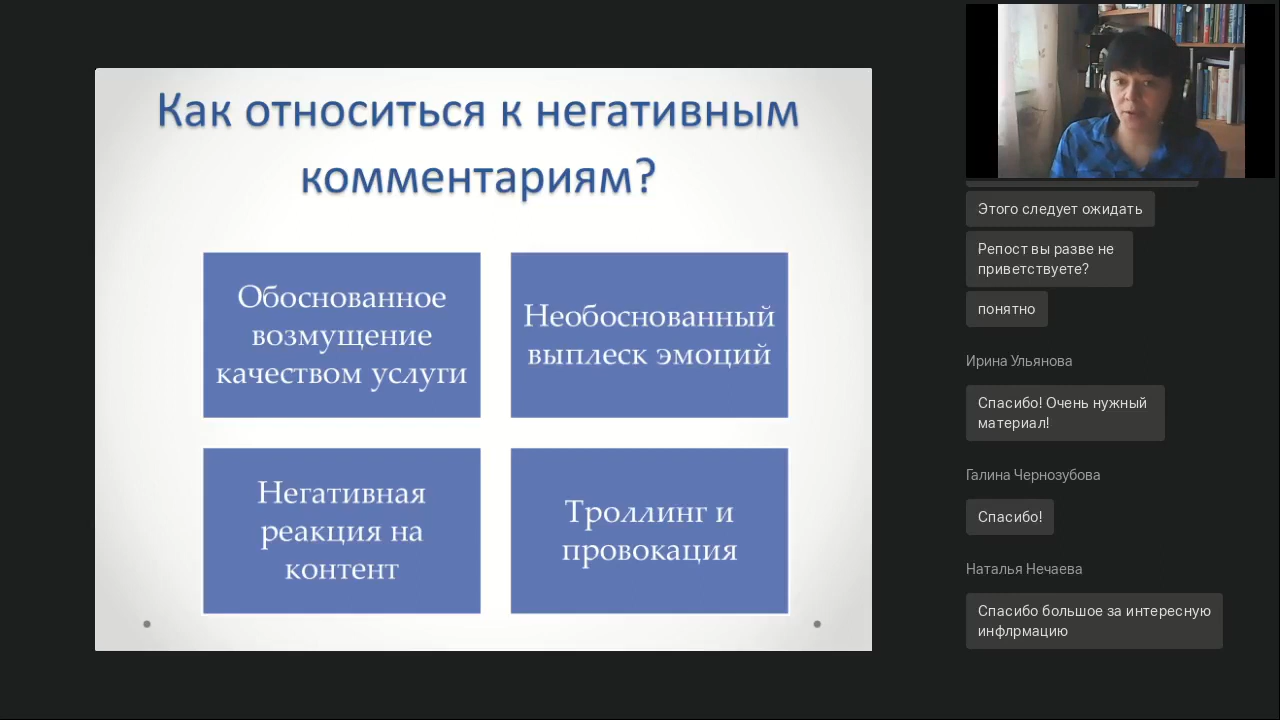 Как относиться к негативным
комментариям?
Обоснованное
возмущение
качеством услуги
Необоснованный
выплеск эмоций
Негативная
реакция на
контент
Троллинг и
провокация
Этого следует ожидать
Репост вы разве не
приветствуете?
понятно
Ирина Ульянова
Спасибо! Очень нужный
материал!
Галина Чернозубова
Спасибо!
Наталья Нечаева
Спасибо большое за интересную
инфлрмацию